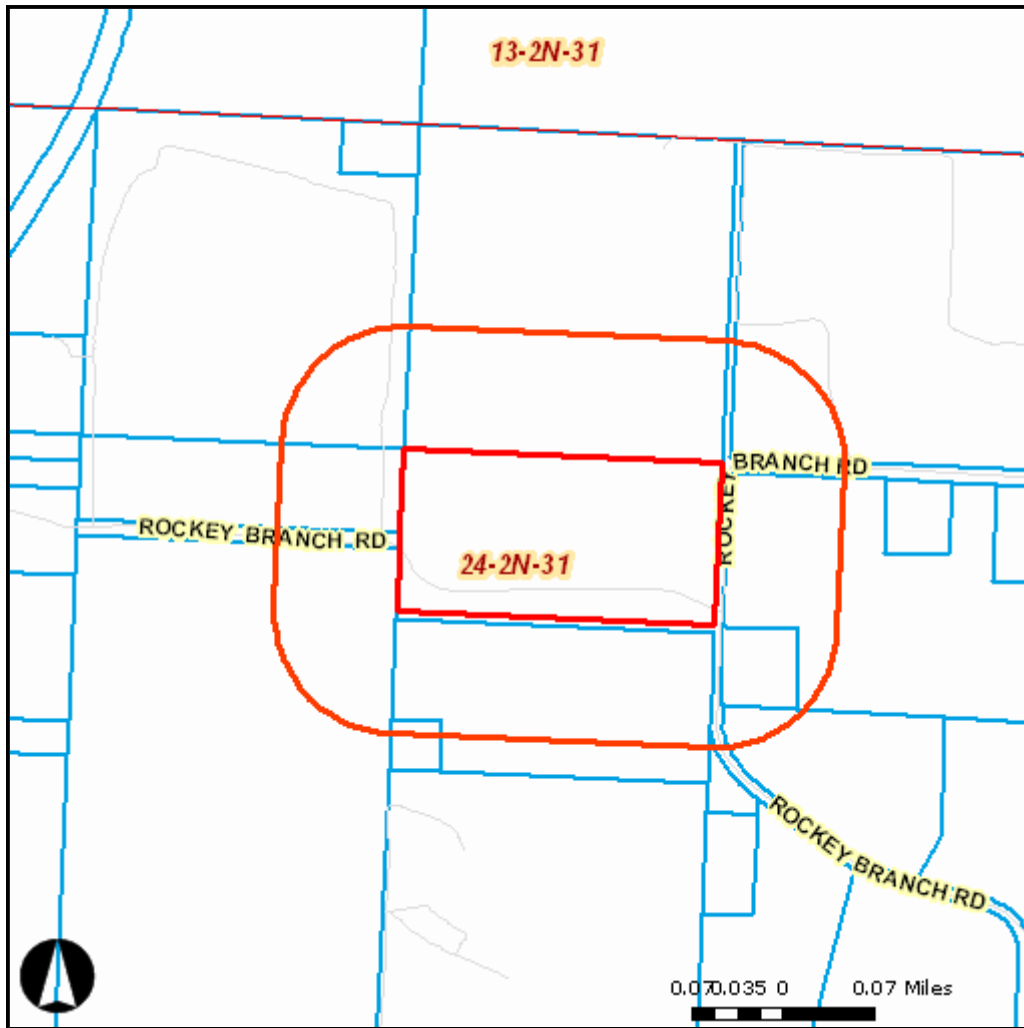 13-2N-31
BRANCH RD
ROCKEY
ROCKEY BRANCH RD
24-2N-31
ROCKEY BRANCH RD
0.070.035 0 0.07 Miles